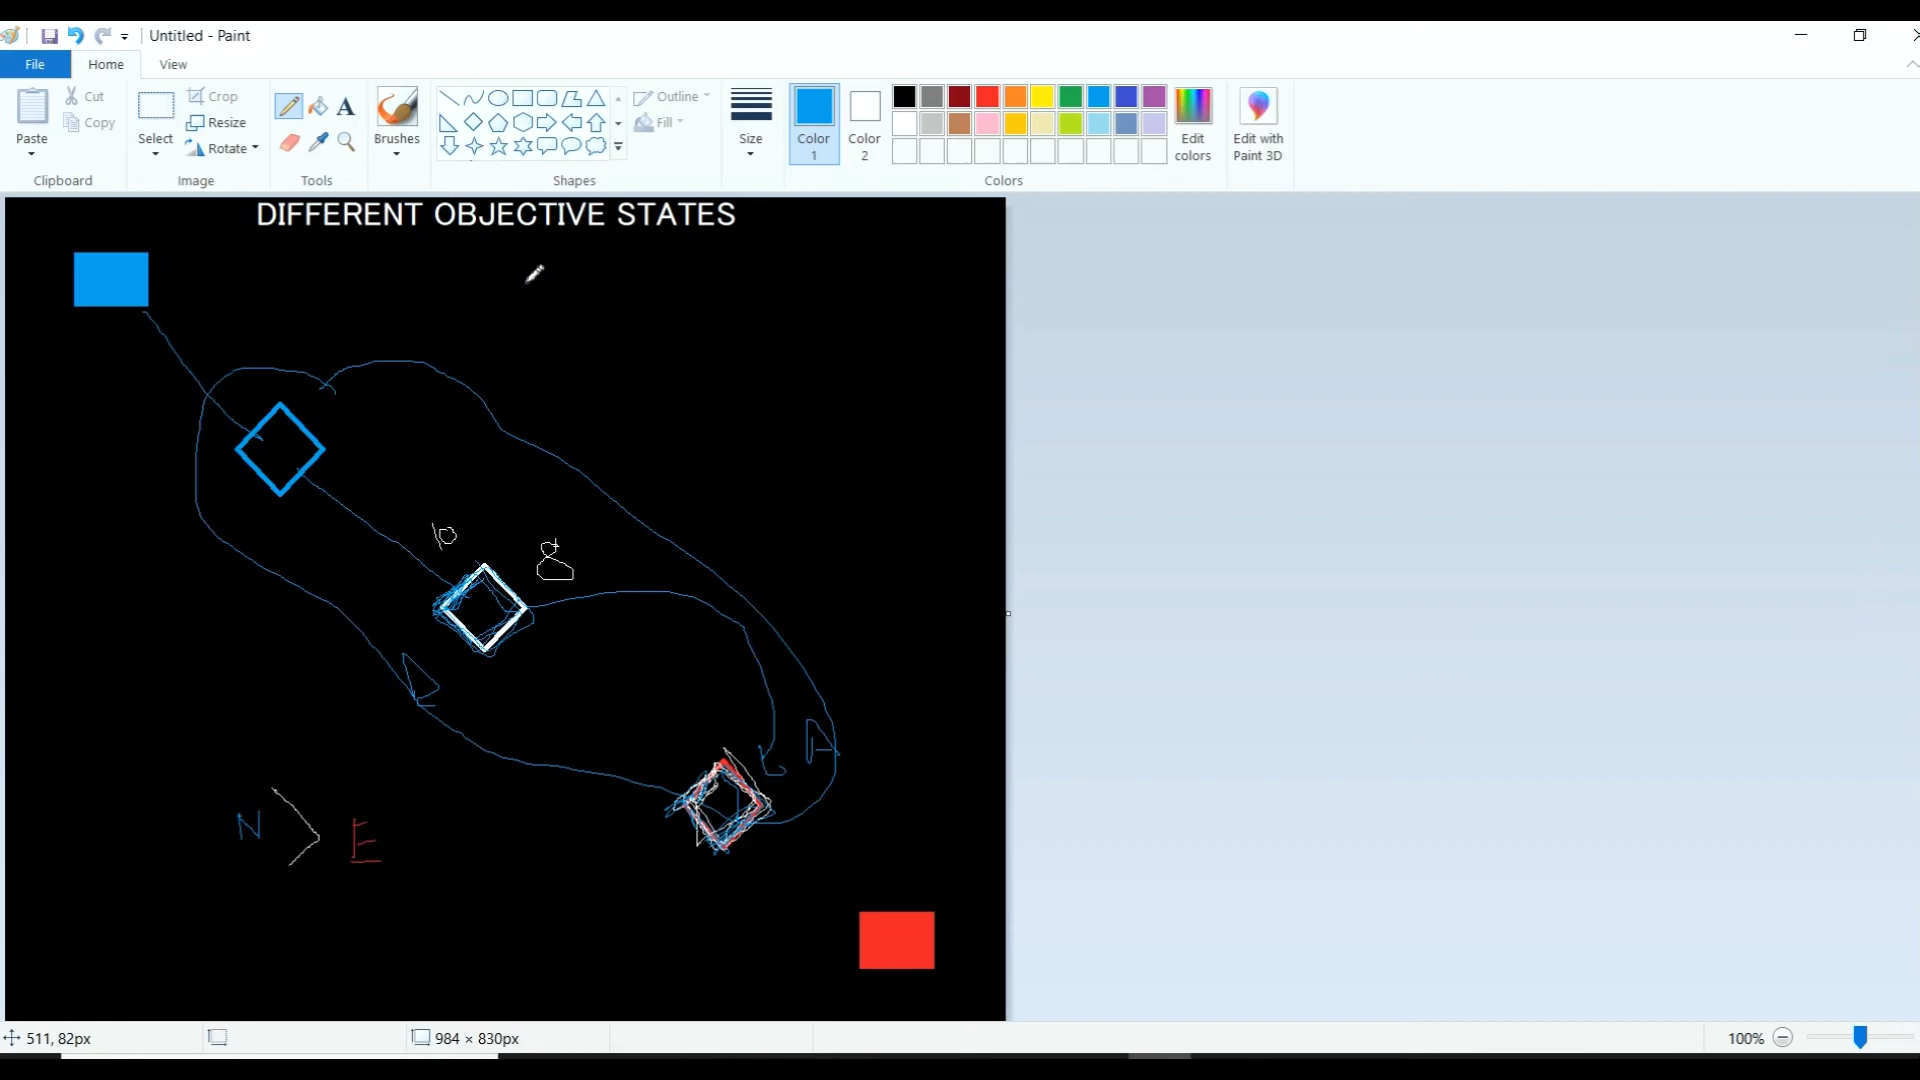 Untitled - Paint
File Home View
Paste
Cut
Copy
Clipboard
Select
Crop
Resize
Rotate
Image
Tools
Brushes
Shapes
Outline
Fill
Size
Color 1
Color 2
Colors
Edit colors
Edit with Paint 3D
DIFFERENT OBJECTIVE STATES
N > E
511, 82px
984 × 830px
100%